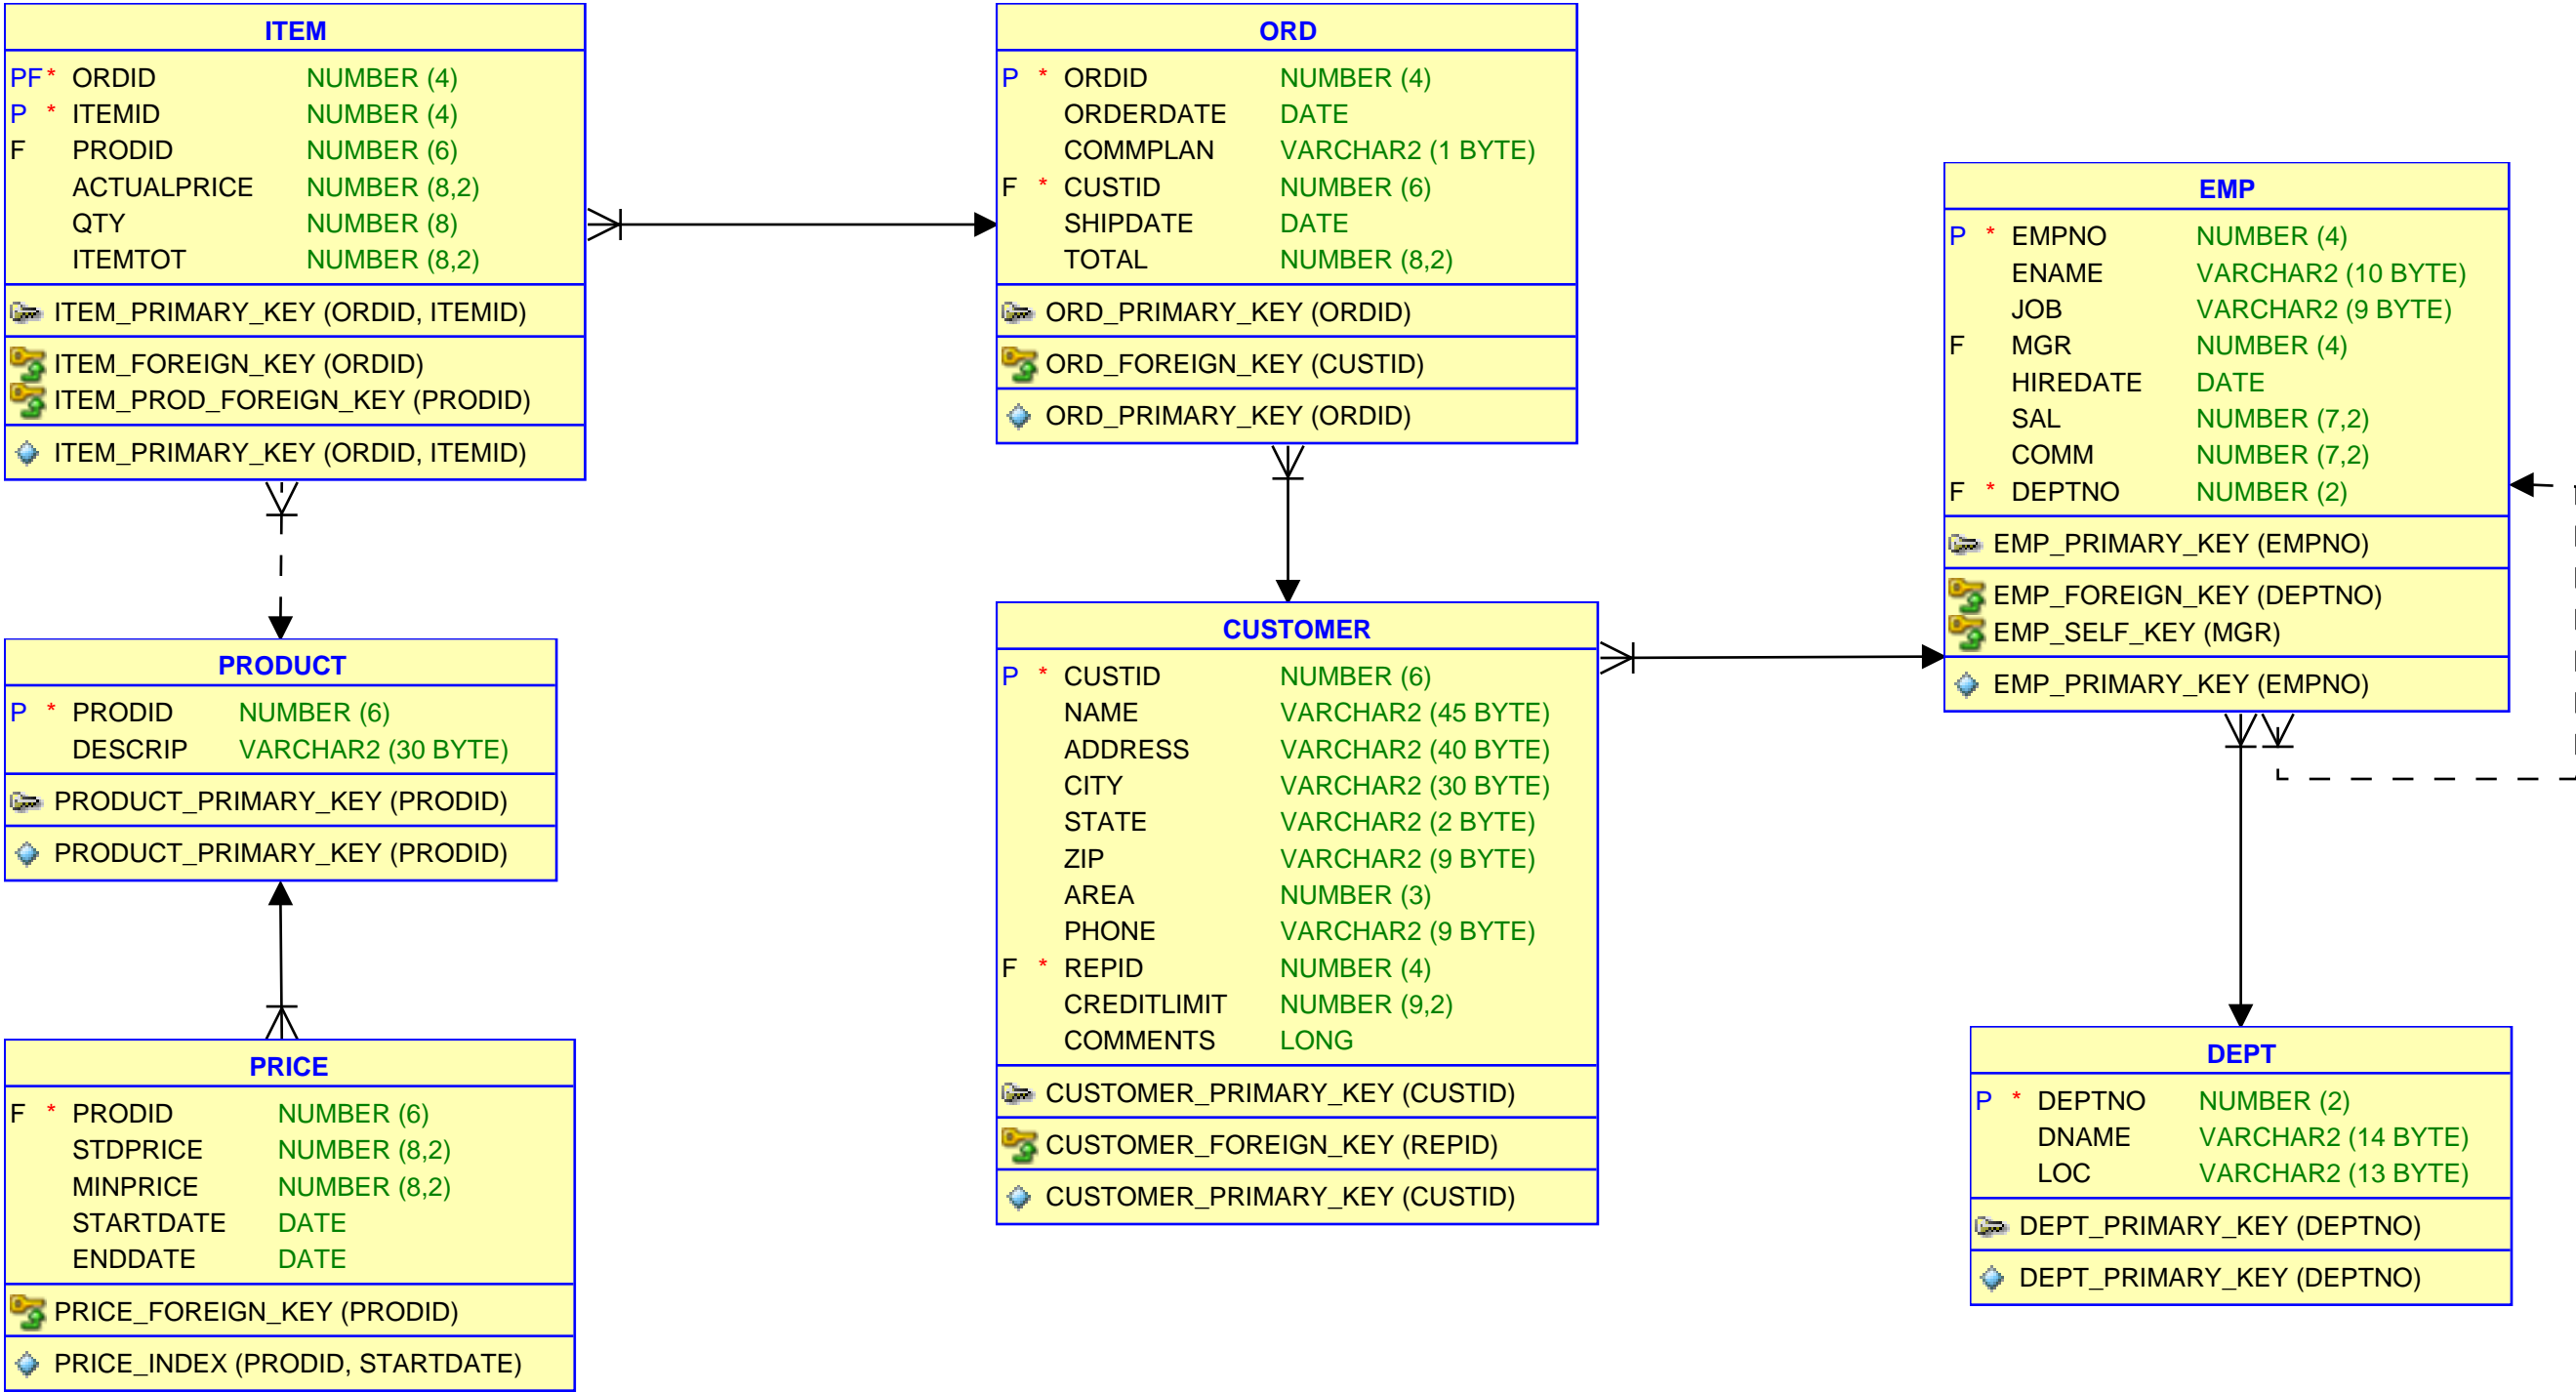 ITEM
PF * ORDID NUMBER (4)
P * ITEMID NUMBER (4)
F PRODID NUMBER (6)
ACTUALPRICE NUMBER (8,2)
QTY NUMBER (8)
ITEMTOT NUMBER (8,2)
ITEM_PRIMARY_KEY (ORDID, ITEMID)
ITEM_FOREIGN_KEY (ORDID)
ITEM_PROD_FOREIGN_KEY (PRODID)
ITEM_PRIMARY_KEY (ORDID, ITEMID)
PRODUCT
P * PRODID NUMBER (6)
DESCRIP VARCHAR2 (30 BYTE)
PRODUCT_PRIMARY_KEY (PRODID)
PRODUCT_PRIMARY_KEY (PRODID)
PRICE
F * PRODID NUMBER (6)
STDPRICE NUMBER (8,2)
MINPRICE NUMBER (8,2)
STARTDATE DATE
ENDDATE DATE
PRICE_FOREIGN_KEY (PRODID)
PRICE_INDEX (PRODID, STARTDATE)
ORD
P * ORDID NUMBER (4)
ORDERDATE DATE
COMMPLAN VARCHAR2 (1 BYTE)
F * CUSTID NUMBER (6)
SHIPDATE DATE
TOTAL NUMBER (8,2)
ORD_PRIMARY_KEY (ORDID)
ORD_FOREIGN_KEY (CUSTID)
ORD_PRIMARY_KEY (ORDID)
CUSTOMER
P * CUSTID NUMBER (6)
NAME VARCHAR2 (45 BYTE)
ADDRESS VARCHAR2 (40 BYTE)
CITY VARCHAR2 (30 BYTE)
STATE VARCHAR2 (2 BYTE)
ZIP VARCHAR2 (9 BYTE)
AREA NUMBER (3)
PHONE VARCHAR2 (9 BYTE)
F * REPID NUMBER (4)
CREDITLIMIT NUMBER (9,2)
COMMENTS LONG
CUSTOMER_PRIMARY_KEY (CUSTID)
CUSTOMER_FOREIGN_KEY (REPID)
CUSTOMER_PRIMARY_KEY (CUSTID)
EMP
P * EMPNO NUMBER (4)
ENAME VARCHAR2 (10 BYTE)
JOB VARCHAR2 (9 BYTE)
F MGR NUMBER (4)
HIREDATE DATE
SAL NUMBER (7,2)
COMM NUMBER (7,2)
F * DEPTNO NUMBER (2)
EMP_PRIMARY_KEY (EMPNO)
EMP_FOREIGN_KEY (DEPTNO)
EMP_SELF_KEY (MGR)
EMP_PRIMARY_KEY (EMPNO)
DEPT
P * DEPTNO NUMBER (2)
DNAME VARCHAR2 (14 BYTE)
LOC VARCHAR2 (13 BYTE)
DEPT_PRIMARY_KEY (DEPTNO)
DEPT_PRIMARY_KEY (DEPTNO)